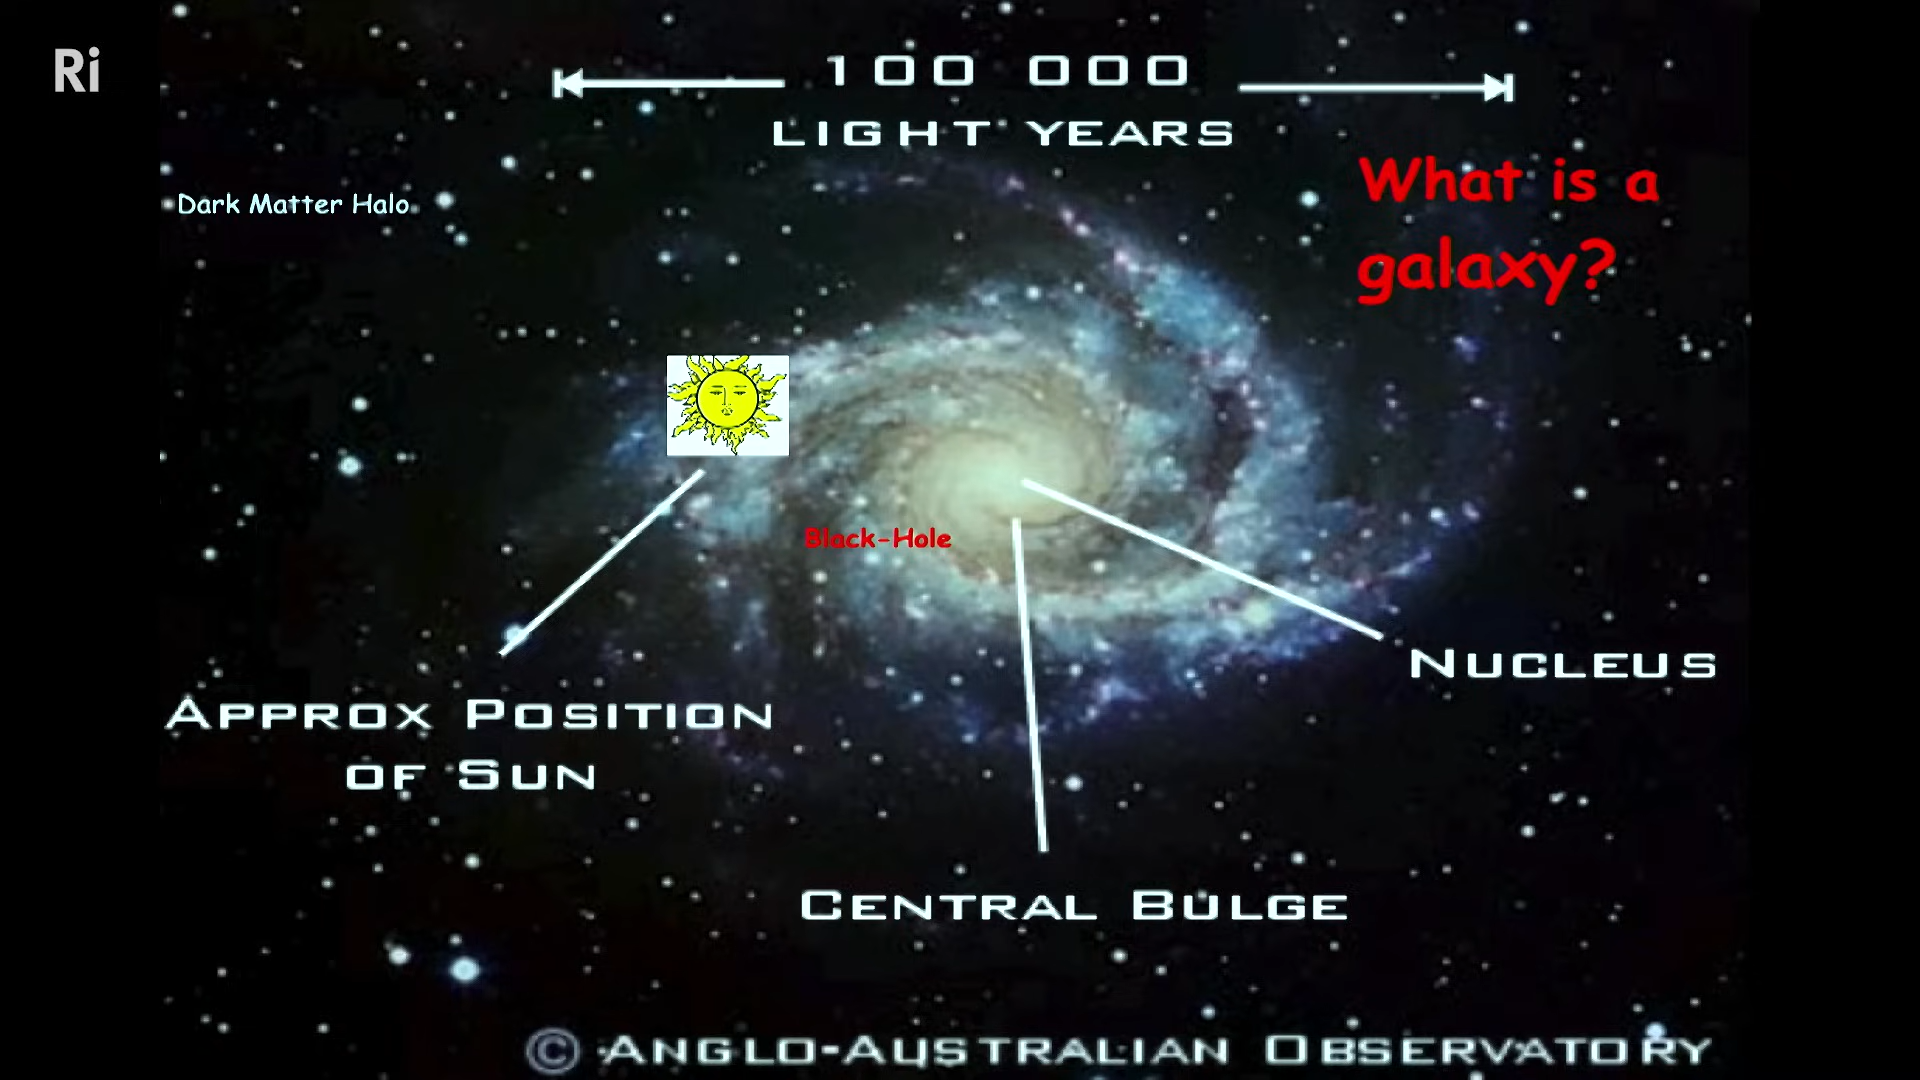 Ri
100 000
LIGHT YEARS
What is a
galaxy?
Dark Matter Halo
Black-Hole
NUCLEUS
APPROX POSITION
OF SUN
CENTRAL BULGE
© ANGLO-AUSTRALIAN OBSERVATORY